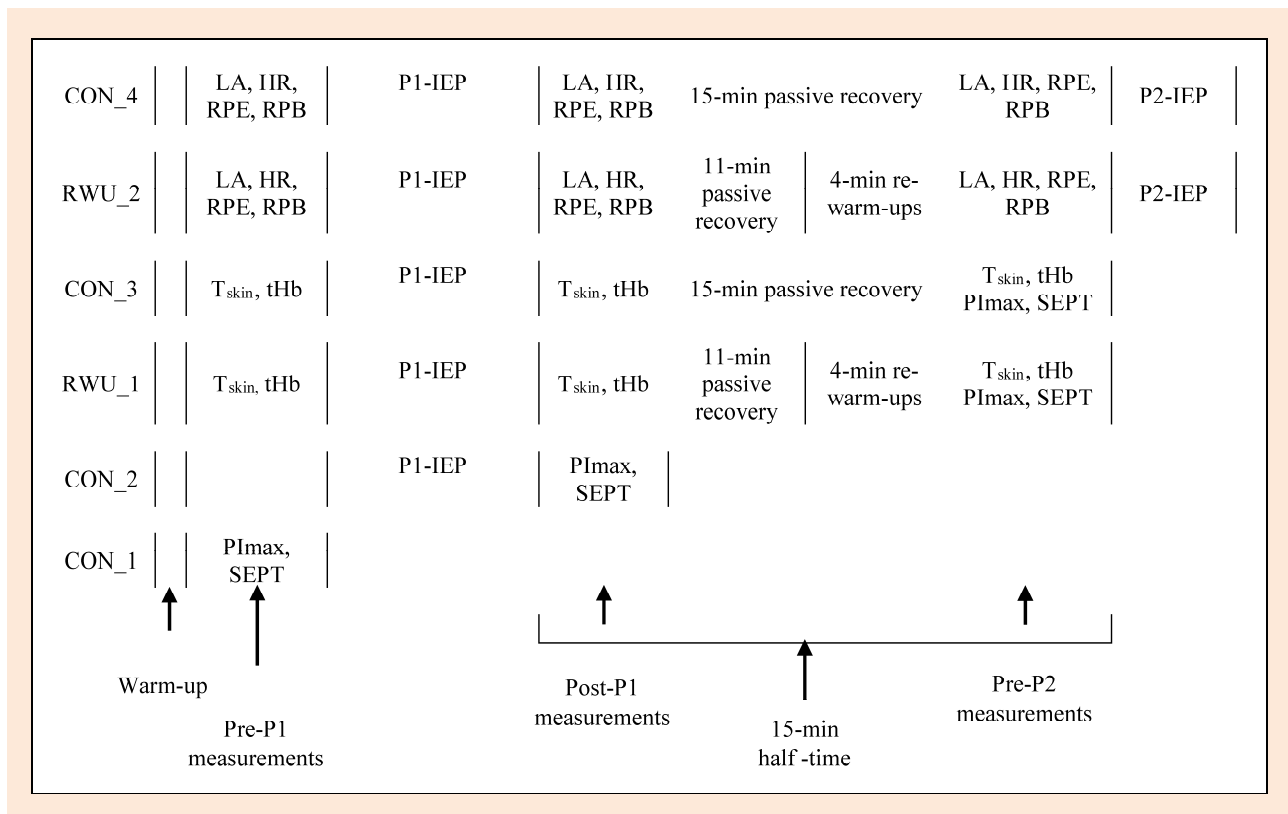 CON_4
LA, HR,
RPE, RPB
P1-IEP
LA, HR,
RPE, RPB
15-min passive recovery
LA, HR, RPE,
RPB
P2-IEP
RWU_2
LA, HR,
RPE, RPB
P1-IEP
LA, HR,
RPE, RPB
11-min
passive
recovery
4-min re-
warm-ups
LA, HR, RPE,
RPB
P2-IEP
CON_3
Tskin, tHb
P1-IEP
Tskin, tHb
15-min passive recovery
Tskin, tHb
PImax, SEPT
RWU_1
Tskin, tHb
P1-IEP
Tskin, tHb
11-min
passive
recovery
4-min re-
warm-ups
Tskin, tHb
PImax, SEPT
CON_2
P1-IEP
PImax,
SEPT
CON_1
PImax,
SEPT
Warm-up
Pre-P1
measurements
Post-P1
measurements
15-min
half -time
Pre-P2
measurements